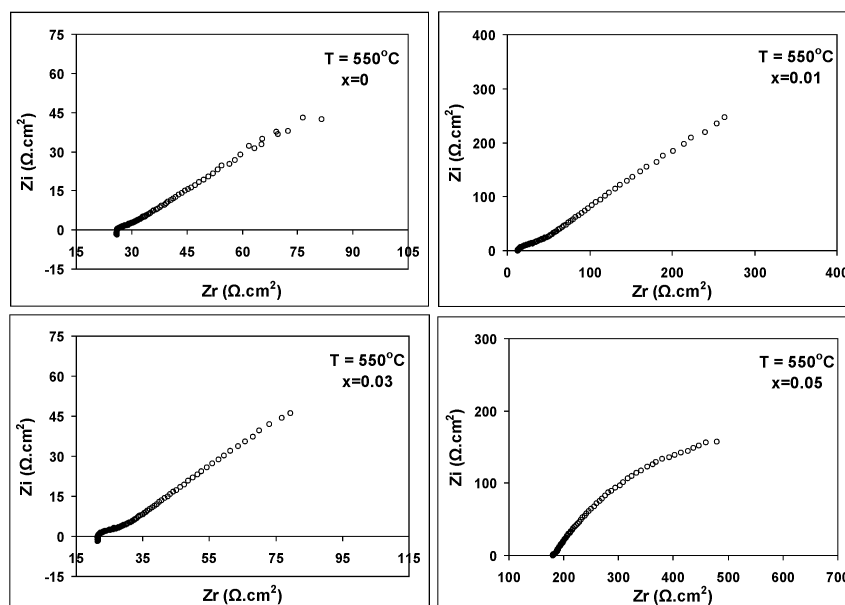 75
60
45
30
15
0
-15
Zi (Ω.cm²)
T = 550°C
x=0
15 30 45 60 75 90 105
Zr (Ω.cm²)
400
300
200
100
0
Zi (Ω.cm²)
T = 550°C
x=0.01
0 100 200 300 400
Zr (Ω.cm²)
75
60
45
30
15
0
-15
Zi (Ω.cm²)
T = 550°C
x=0.03
15 35 55 75 95 115
Zr (Ω.cm²)
300
200
100
0
Zi (Ω.cm²)
T = 550°C
x=0.05
100 200 300 400 500 600 700
Zr (Ω.cm²)